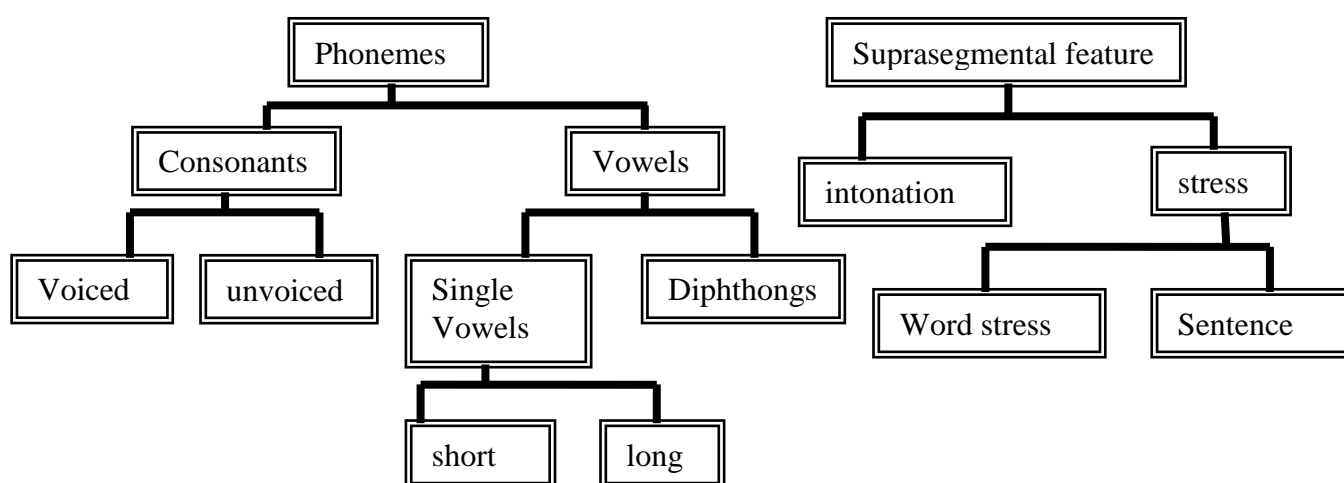 Phonemes
Suprasegmental feature
Consonants
Vowels
intonation
stress
Voiced
unvoiced
Single
Vowels
Diphthongs
Word stress
Sentence
short
long